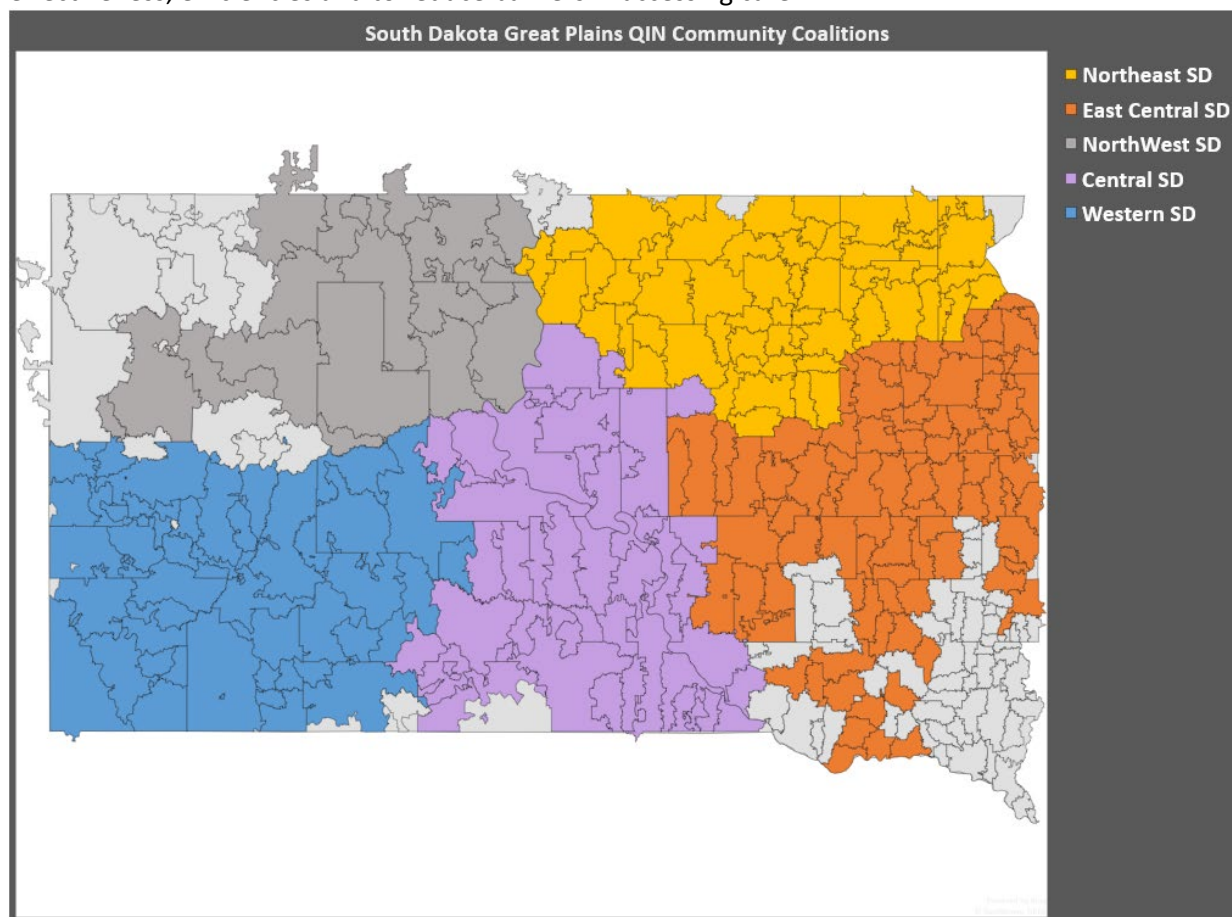 South Dakota Great Plains QIN Community Coalitions
Northeast SD
East Central SD
NorthWest SD
Central SD
Western SD